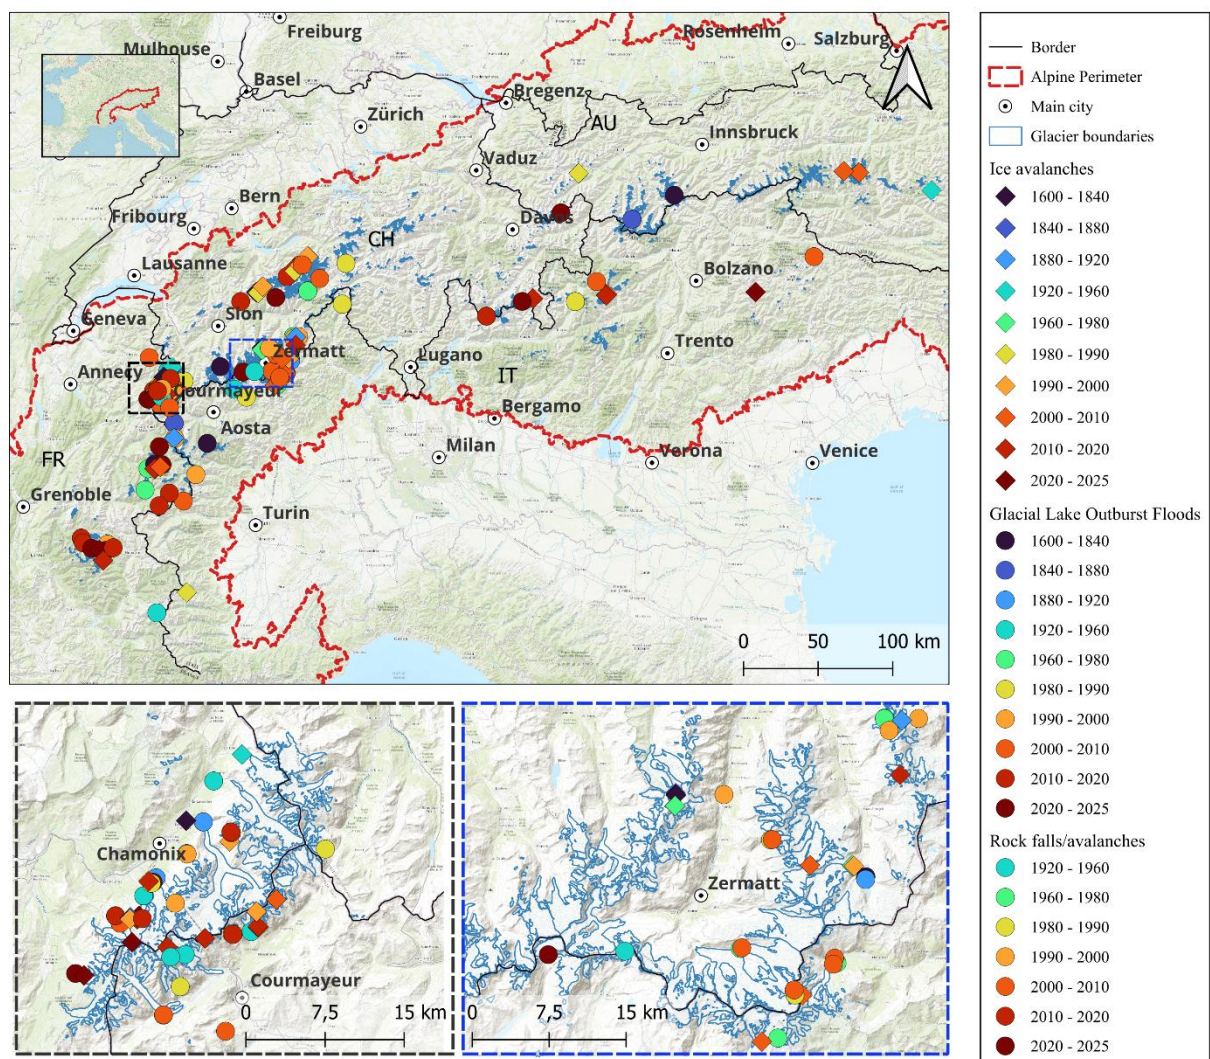 Freiburg
Mulhouse
Rosenheim
Salzburg
Basel
Bregenz
Zürich
AU
Innsbruck
Vaduz
Bern
Fribourg
Davos
CH
Lausanne
Bolzano
Geneva
Sion
Zermatt
Trento
Annecy
Lugano
Courmayeur
IT
Aosta
Bergamo
FR
Milan
Verona
Venice
Grenoble
Turin
0 50 100 km
Chamonix
Courmayeur
0 7,5 15 km
Zermatt
0 7,5 15 km
Border
Alpine Perimeter
Main city
Glacier boundaries
Ice avalanches
1600 - 1840
1840 - 1880
1880 - 1920
1920 - 1960
1960 - 1980
1980 - 1990
1990 - 2000
2000 - 2010
2010 - 2020
2020 - 2025
Glacial Lake Outburst Floods
1600 - 1840
1840 - 1880
1880 - 1920
1920 - 1960
1960 - 1980
1980 - 1990
1990 - 2000
2000 - 2010
2010 - 2020
2020 - 2025
Rock falls/avalanches
1920 - 1960
1960 - 1980
1980 - 1990
1990 - 2000
2000 - 2010
2010 - 2020
2020 - 2025